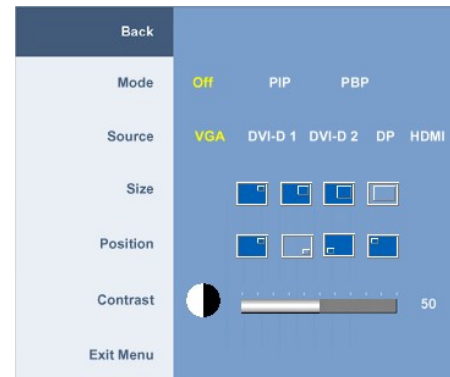 Back
Mode Off PIP PBP
Source VGA DVI-D 1 DVI-D 2 DP HDMI
Size
Position
Contrast 50
Exit Menu